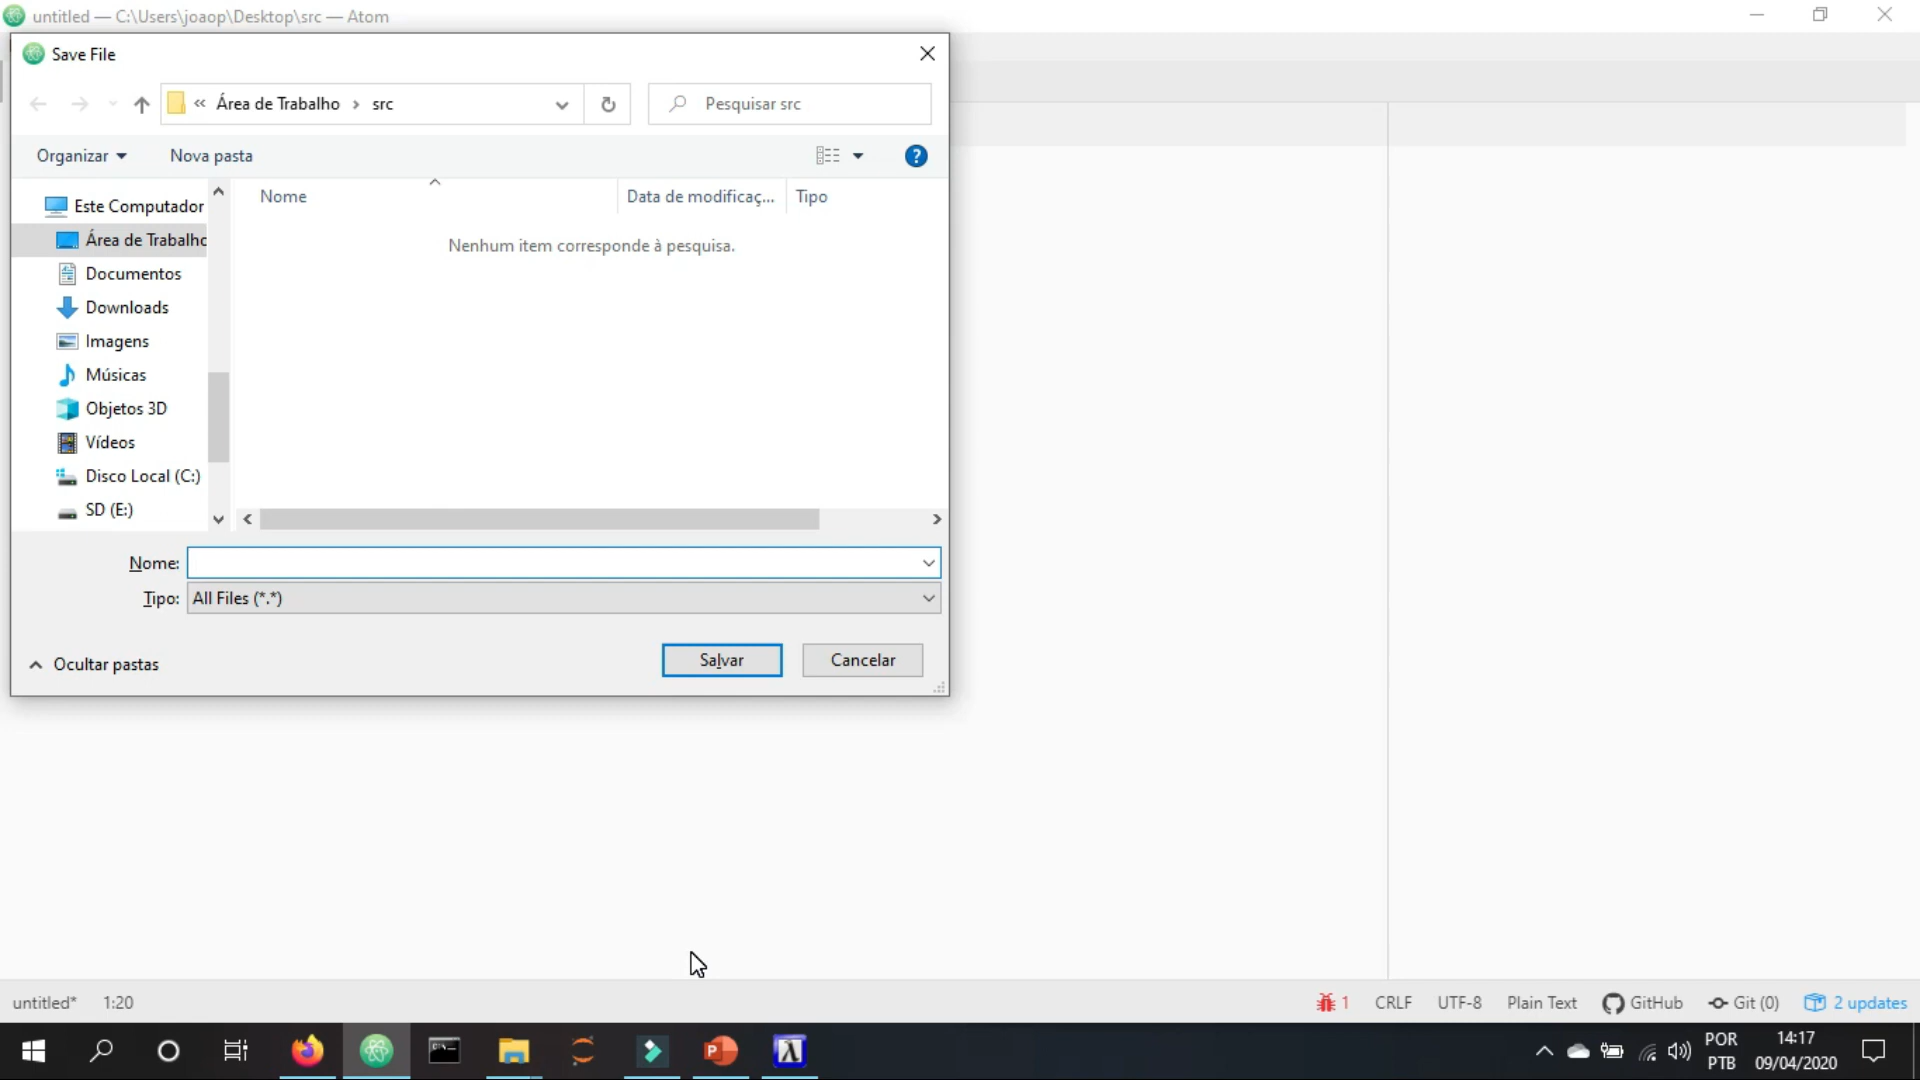 untitled — C:\Users\joaop\Desktop\src — Atom
Save File
« Área de Trabalho › src
Pesquisar src
Organizar
Nova pasta
Nome
Data de modificaç...
Tipo
Nenhum item corresponde à pesquisa.
Este Computador
Área de Trabalho
Documentos
Downloads
Imagens
Músicas
Objetos 3D
Vídeos
Disco Local (C:)
SD (E:)
Nome:
Tipo: All Files (*.*)
Ocultar pastas
Salvar
Cancelar
untitled* 1:20
1 CRLF UTF-8 Plain Text GitHub Git (0) 2 updates
POR 14:17
PTB 09/04/2020